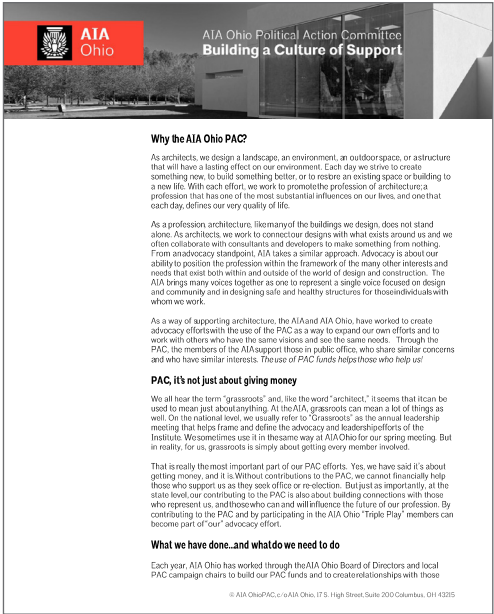 AIA
Ohio
AIA Ohio Political Action Committee
Building a Culture of Support
Why the AIA Ohio PAC?
As architects, we design a landscape, an environment, an outdoor space, or a structure
that will have a lasting effect on our environment. Each day we strive to create
something new, to build something better, or to restore an existing space or building to
a new life. With each effort, we work to promote the profession of architecture; a
profession that has one of the most substantial influences on our lives, and one that
each day, defines our very quality of life.
As a profession, architecture, like many of the buildings we design, does not stand
alone. As architects, we work to connect our designs with what exists around us and we
often collaborate with consultants and developers to make something from nothing.
From an advocacy standpoint, AIA takes a similar approach. Advocacy is about our
ability to position the profession within the framework of the many other interests and
needs that exist both within and outside of the world of design and construction. The
AIA brings many voices together as one to represent a single voice focused on design
and community and in designing safe and healthy structures for those individuals with
whom we work.
As a way of supporting architecture, the AIA and AIA Ohio, have worked to create
advocacy efforts with the use of the PAC as a way to expand our own efforts and to
work with others who have the same visions and see the same needs. Through the
PAC, the members of the AIA support those in public office, who share similar concerns
and who have similar interests. The use of PAC funds helps those who help us!
PAC, it's not just about giving money
We all hear the term "grassroots" and, like the word "architect," it seems that it can be
used to mean just about anything. At the AIA, grassroots can mean a lot of things as
well. On the national level, we usually refer to "Grassroots" as the annual leadership
meeting that helps frame and define the advocacy and leadership efforts of the
Institute. We sometimes use it in the same way at AIA Ohio for our spring meeting. But
in reality, for us, grassroots is simply about getting every member involved.
That is really the most important part of our PAC efforts. Yes, we have said it's about
getting money, and it is. Without contributions to the PAC, we cannot financially help
those who support us as they seek office or re-election. But just as importantly, at the
state level, our contributing to the PAC is also about building connections with those
who represent us, and those who can and will influence the future of our profession. By
contributing to the PAC and by participating in the AIA Ohio "Triple Play" members can
become part of "our" advocacy effort.
What we have done...and what do we need to do
Each year, AIA Ohio has worked through the AIA Ohio Board of Directors and local
PAC campaign chairs to build our PAC funds and to create relationships with those
© AIA Ohio PAC, c/o AIA Ohio, 17 S. High Street, Suite 200 Columbus, OH 43215